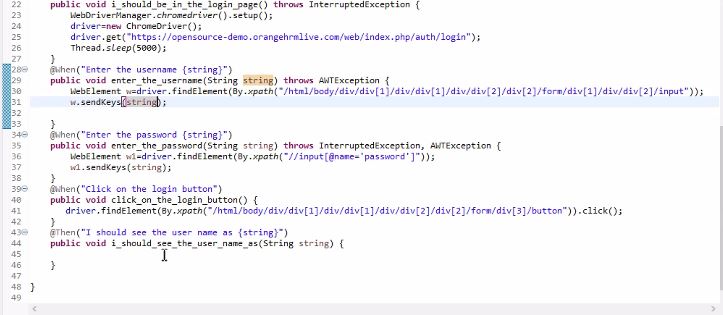 22 public void i_should_be_in_the_login_page() throws InterruptedException {
23 WebDriverManager.chromedriver().setup();
24 driver=new ChromeDriver();
25 driver.get("https://opensource-demo.orangehrmlive.com/web/index.php/auth/login");
26 Thread.sleep(5000);
27 }
28 @When("Enter the username {string}")
29 public void enter_the_username(String string) throws AWTException {
30 WebElement w=driver.findElement(By.xpath("/html/body/div/div[1]/div/div[1]/div/div[2]/div[2]/form/div[1]/div/div[2]/input"));
31 w.sendKeys(string);
32
33 }
34 @When("Enter the password {string}")
35 public void enter_the_password(String string) throws InterruptedException, AWTException {
36 WebElement w1=driver.findElement(By.xpath("//input[@name='password']"));
37 w1.sendKeys(string);
38 }
39 @When("Click on the login button")
40 public void click_on_the_login_button() {
41 driver.findElement(By.xpath("/html/body/div/div[1]/div/div[1]/div/div[2]/div[2]/form/div[3]/button")).click();
42 }
43 @Then("I should see the user name as {string}")
44 public void i_should_see_the_user_name_as(String string) {
45
46 }
47
48 }
49